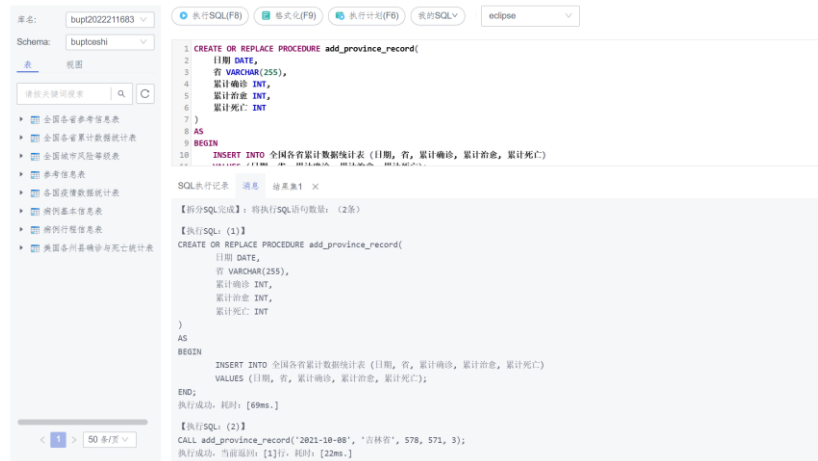 库名:
bupt2022211683
执行SQL(F8)
格式化(F9)
执行计划(F6)
我的SQL
eclipse
Schema:
buptceshi
表
视图
请按关键词搜索
全国各省参考信息表
全国各省累计数据统计表
全国城市风险等级表
参考信息表
各国疫情数据统计表
病例基本信息表
病例行程信息表
美国各州县确诊与死亡统计表
1
50 条/页
1 CREATE OR REPLACE PROCEDURE add_province_record(
2 日期 DATE,
3 省 VARCHAR(255),
4 累计确诊 INT,
5 累计治愈 INT,
6 累计死亡 INT
7 )
8 AS
9 BEGIN
10 INSERT INTO 全国各省累计数据统计表 (日期, 省, 累计确诊, 累计治愈, 累计死亡)
SQL执行记录
消息
结果集1
【拆分SQL完成】: 将执行SQL语句数量: (2条)
【执行SQL: (1)】
CREATE OR REPLACE PROCEDURE add_province_record(
日期 DATE,
省 VARCHAR(255),
累计确诊 INT,
累计治愈 INT,
累计死亡 INT
)
AS
BEGIN
INSERT INTO 全国各省累计数据统计表 (日期, 省, 累计确诊, 累计治愈, 累计死亡)
VALUES (日期, 省, 累计确诊, 累计治愈, 累计死亡);
END;
执行成功, 耗时: [69ms.]
【执行SQL: (2)】
CALL add_province_record('2021-10-08', '吉林省', 578, 571, 3);
执行成功, 当前返回: [1]行, 耗时: [22ms.]